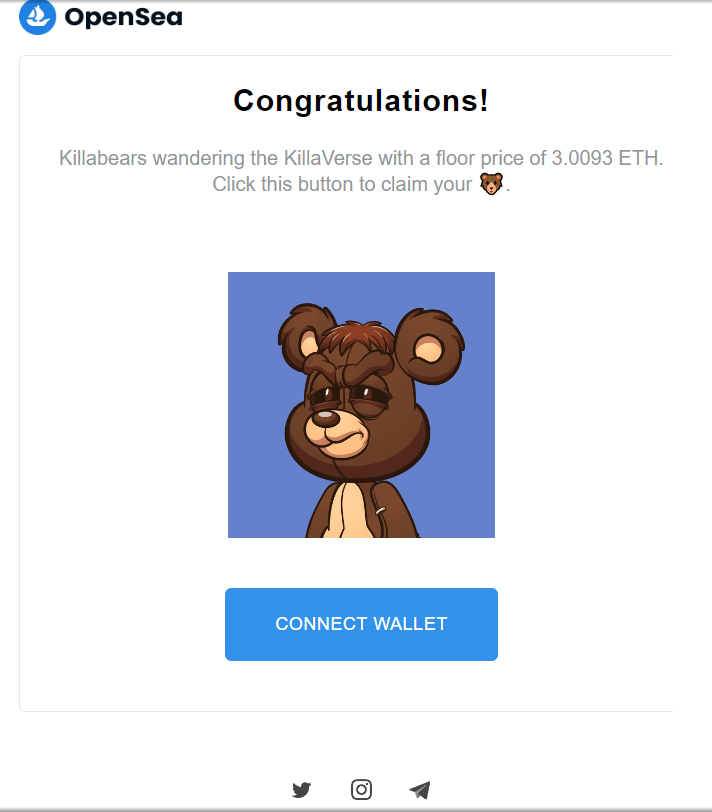 OpenSea
Congratulations!
Killabears wandering the KillaVerse with a floor price of 3.0093 ETH.
Click this button to claim your 🐻.
CONNECT WALLET